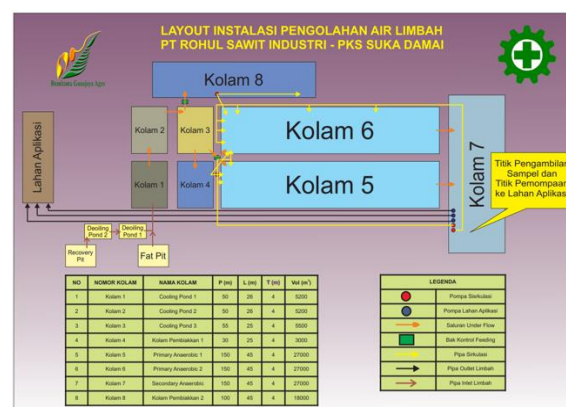 LAYOUT INSTALASI PENGOLAHAN AIR LIMBAH
PT ROHUL SAWIT INDUSTRI - PKS SUKA DAMAI
Kolam 8
Kolam 2
Kolam 3
Kolam 6
Lahan Aplikasi
Kolam 1
Kolam 4
Kolam 5
Kolam 7
Titik Pengambilan
Sampel dan
Titik Pemompaan
ke Lahan Aplikasi
Deoiling
Pond 2
Deoiling
Pond 1
Recovery
Pit
Fat Pit
NO NOMOR KOLAM NAMA KOLAM P (m) L (m) T (m) Vol (m³)
1 Kolam 1 Cooling Pond 1 50 26 4 5200
2 Kolam 2 Cooling Pond 2 50 26 4 5200
3 Kolam 3 Cooling Pond 3 55 25 4 5500
4 Kolam 4 Kolam Pembiakkan 1 30 25 4 3000
5 Kolam 5 Primary Anaerobic 1 150 45 4 27000
6 Kolam 6 Primary Anaerobic 2 150 45 4 27000
7 Kolam 7 Secondary Anaerobic 150 45 4 27000
8 Kolam 8 Kolam Pembiakkan 2 100 45 4 18000
LEGENDA
Pompa Sisrkulasi
Pompa Lahan Aplikasi
Saluran Under Flow
Bak Kontrol Feeding
Pipa Sirkulasi
Pipa Outlet Limbah
Pipa Inlet Limbah